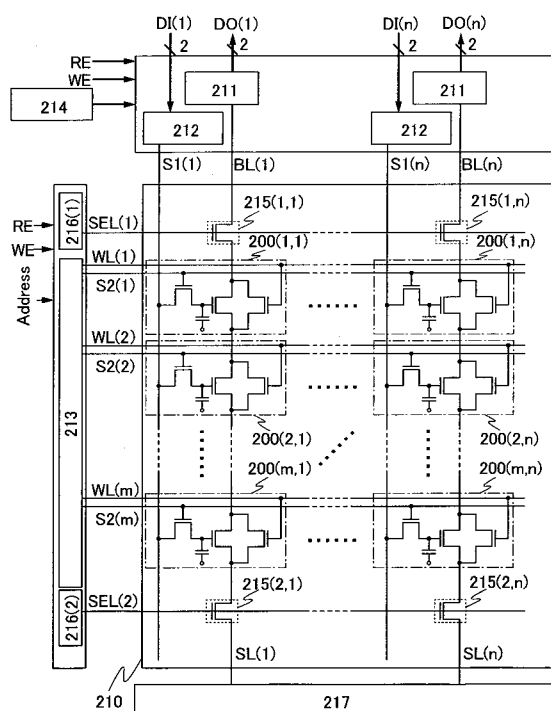 DI(1) DO(1) DI(n) DO(n)
2 2 2 2
RE
WE
211 211
214
212 212
S1(1) BL(1) S1(n) BL(n)
215(1,1) 215(1,n)
216(1)
RE SEL(1)
200(1,1) 200(1,n)
WE
WL(1)
S2(1)
Address
WL(2)
S2(2)
213
200(2,1) 200(2,n)
200(m,1) 200(m,n)
WL(m)
S2(m)
215(2,1) 215(2,n)
216(2)
SEL(2)
SL(1) SL(n)
210 217